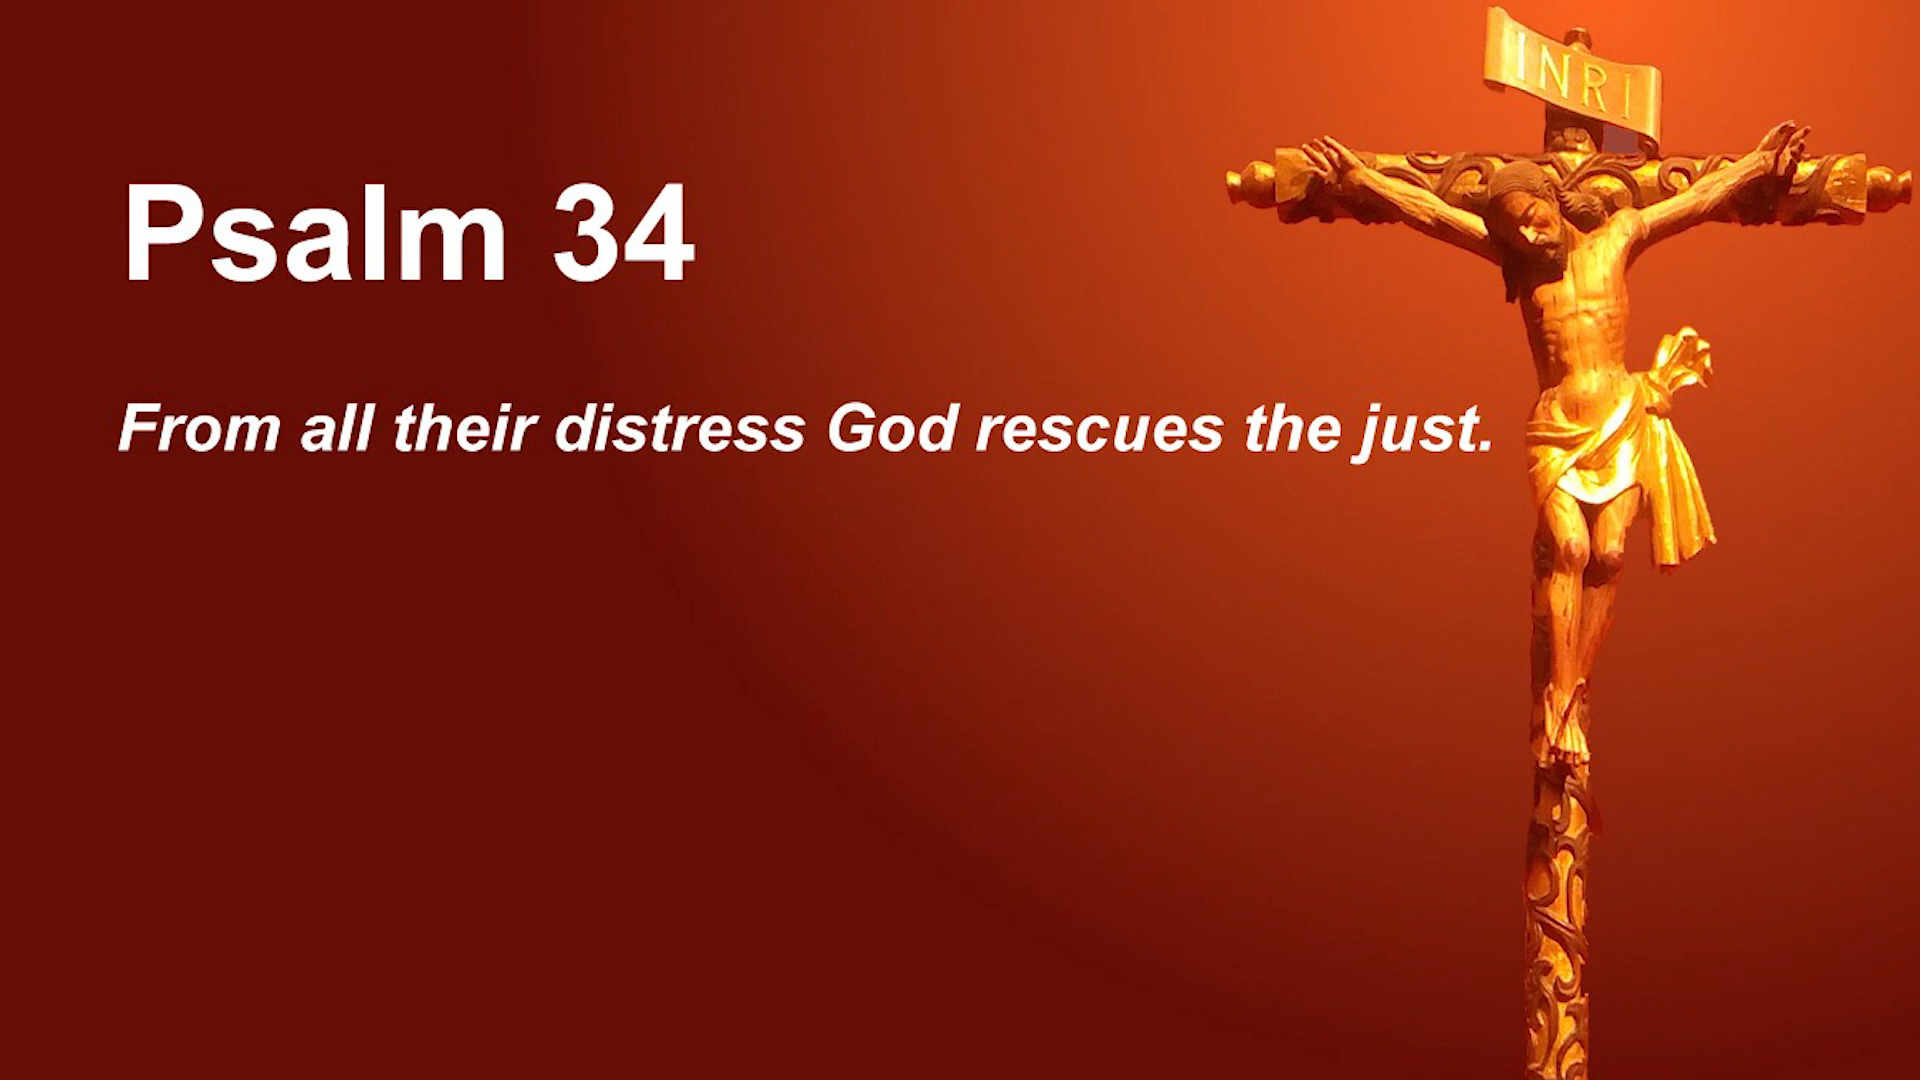 INRI
Psalm 34
From all their distress God rescues the just.